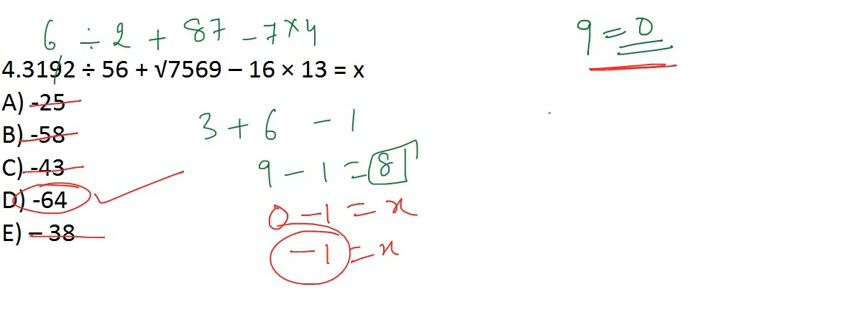 6 ÷ 2 + 87 - 7 × 4
9 = 0
4.3192 ÷ 56 + √7569 – 16 × 13 = x
A) -25
B) -58
3 + 6 - 1
C) -43
9 - 1 = 8
D) -64
0 - 1 = x
E) – 38
- 1 = x